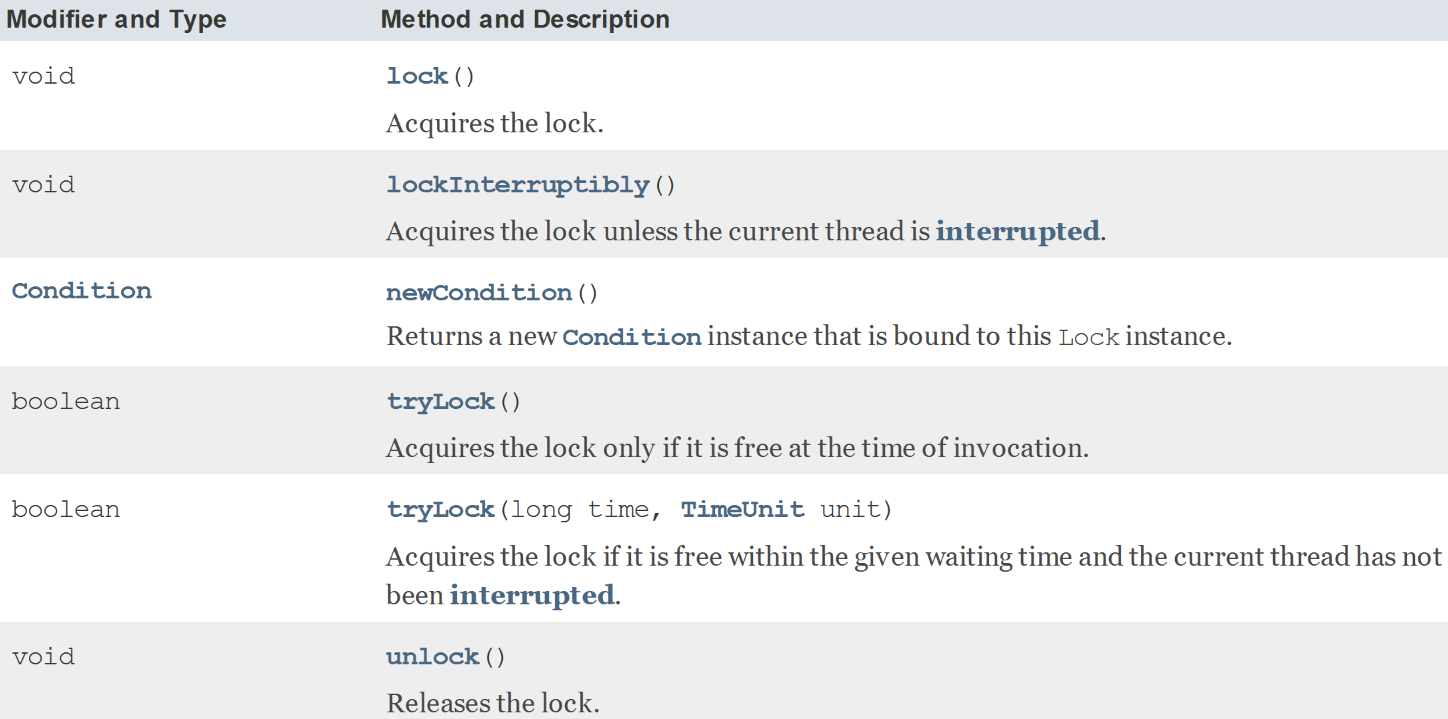 Modifier and Type Method and Description
void lock()
Acquires the lock.
void lockInterruptibly()
Acquires the lock unless the current thread is interrupted.
Condition newCondition()
Returns a new Condition instance that is bound to this Lock instance.
boolean tryLock()
Acquires the lock only if it is free at the time of invocation.
boolean tryLock(long time, TimeUnit unit)
Acquires the lock if it is free within the given waiting time and the current thread has not
been interrupted.
void unlock()
Releases the lock.